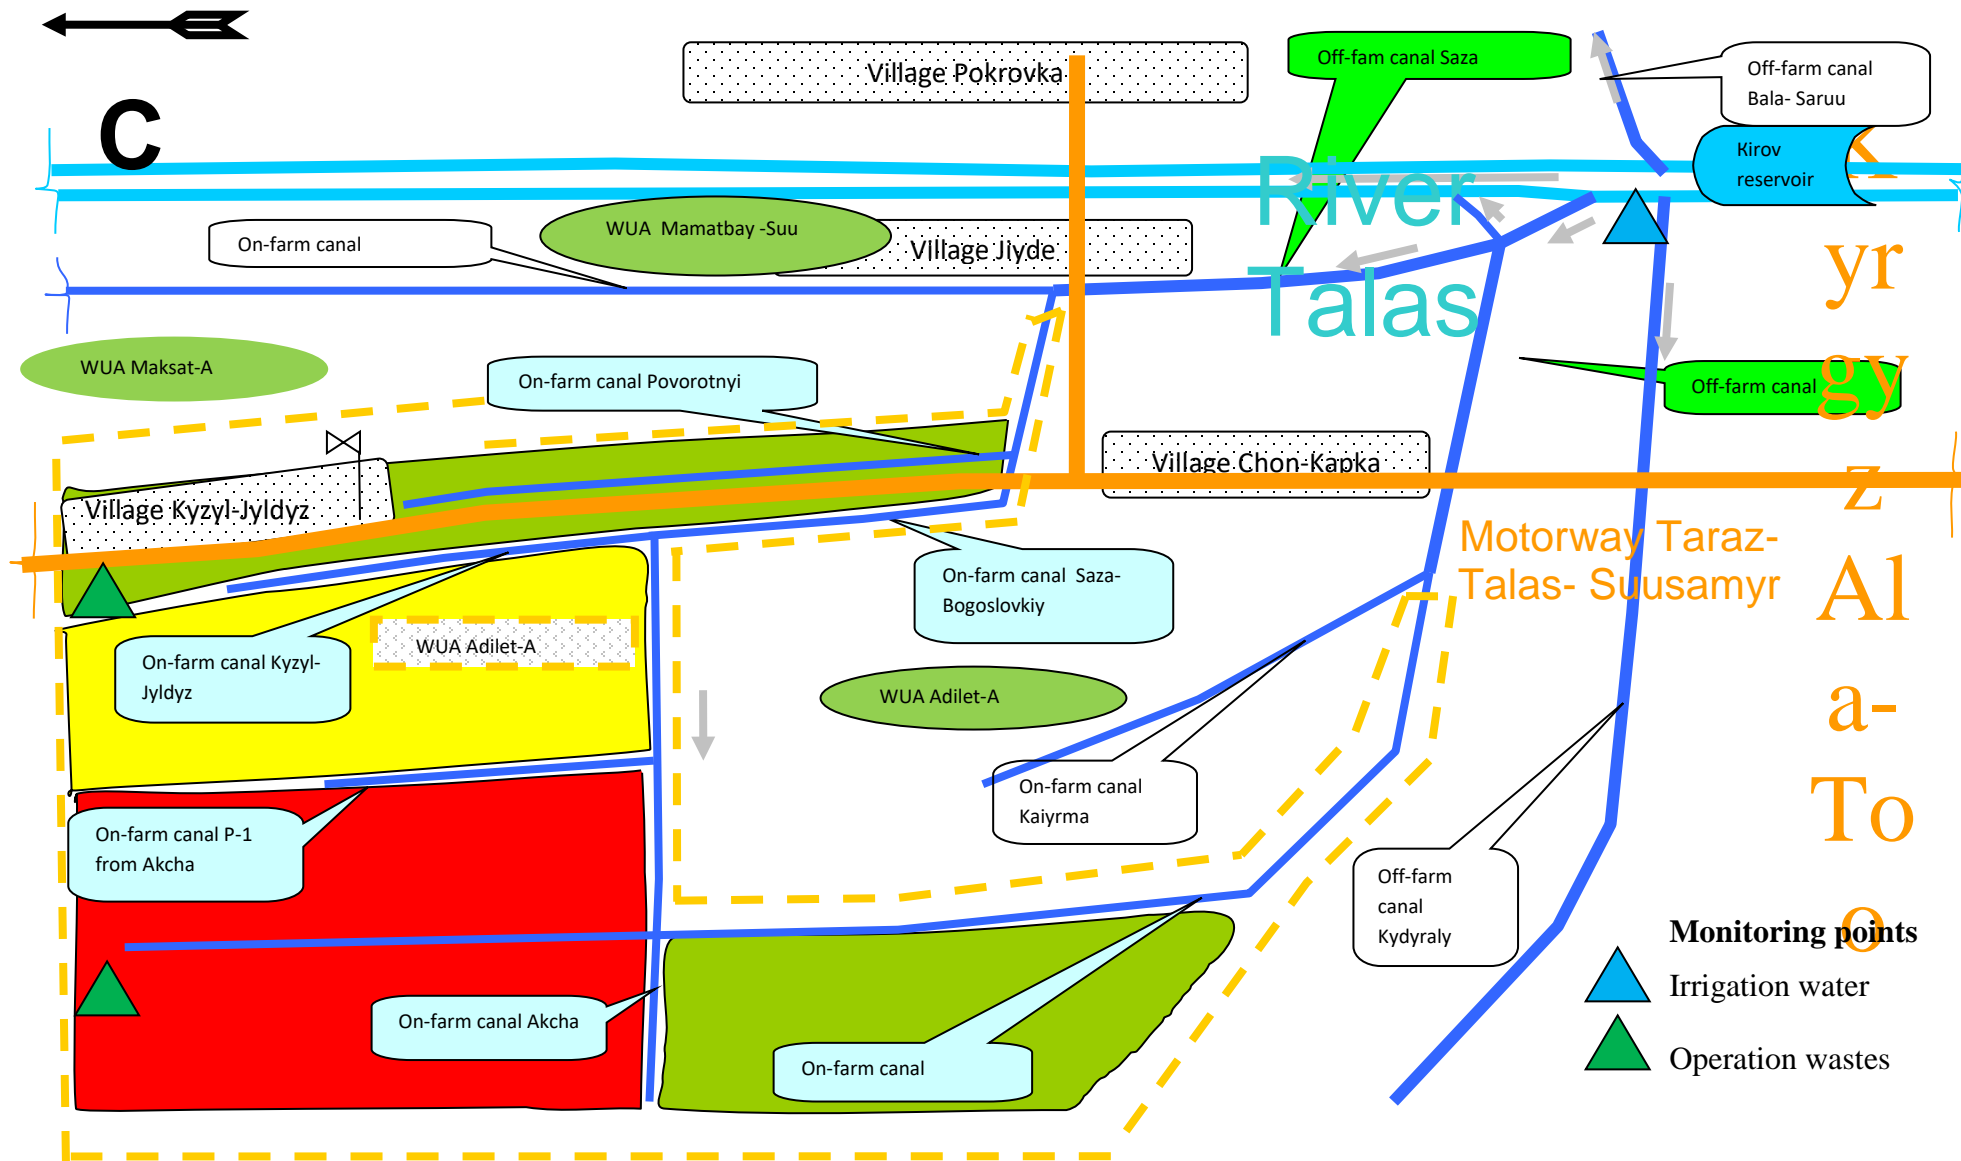 C
Village Pokrovka
Off-fam canal Saza
Off-farm canal
Bala- Saruu
Kirov
reservoir
River
Talas
On-farm canal
WUA Mamatbay -Suu
Village Jiyde
WUA Maksat-A
On-farm canal Povorotnyi
Off-farm canal
K
yr
gy
z
Al
a-
To
o
Village Chon-Kapka
Village Kyzyl-Jyldyz
Motorway Taraz-
Talas- Suusamyr
On-farm canal Saza-
Bogoslovkiy
WUA Adilet-A
On-farm canal Kyzyl-
Jyldyz
WUA Adilet-A
On-farm canal
Kaiyrma
On-farm canal P-1
from Akcha
Off-farm
canal
Kydyraly
On-farm canal Akcha
On-farm canal
Monitoring points
Irrigation water
Operation wastes